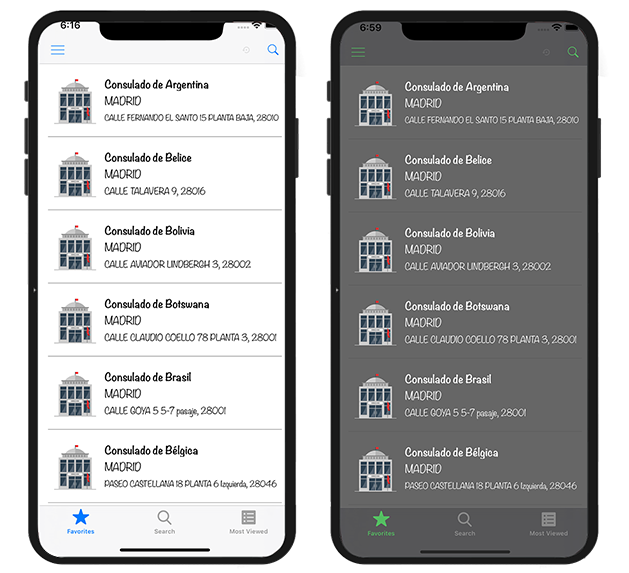 6:16
Consulado de Argentina
MADRID
CALLE FERNANDO EL SANTO 15 PLANTA BAJA, 28010
Consulado de Belice
MADRID
CALLE TALAVERA 9, 28016
Consulado de Bolivia
MADRID
CALLE AVIADOR LINDBERGH 3, 28002
Consulado de Botswana
MADRID
CALLE CLAUDIO COELLO 78 PLANTA 3, 28001
Consulado de Brasil
MADRID
CALLE GOYA 5 5-7 pasaje, 28001
Consulado de Bélgica
MADRID
PASEO CASTELLANA 18 PLANTA 6 Izquierda, 28046
Favorites
Search
Most Viewed
6:59
Consulado de Argentina
MADRID
CALLE FERNANDO EL SANTO 15 PLANTA BAJA, 28010
Consulado de Belice
MADRID
CALLE TALAVERA 9, 28016
Consulado de Bolivia
MADRID
CALLE AVIADOR LINDBERGH 3, 28002
Consulado de Botswana
MADRID
CALLE CLAUDIO COELLO 78 PLANTA 3, 28001
Consulado de Brasil
MADRID
CALLE GOYA 5 5-7 pasaje, 28001
Consulado de Bélgica
MADRID
PASEO CASTELLANA 18 PLANTA 6 Izquierda, 28046
Favorites
Search
Most Viewed